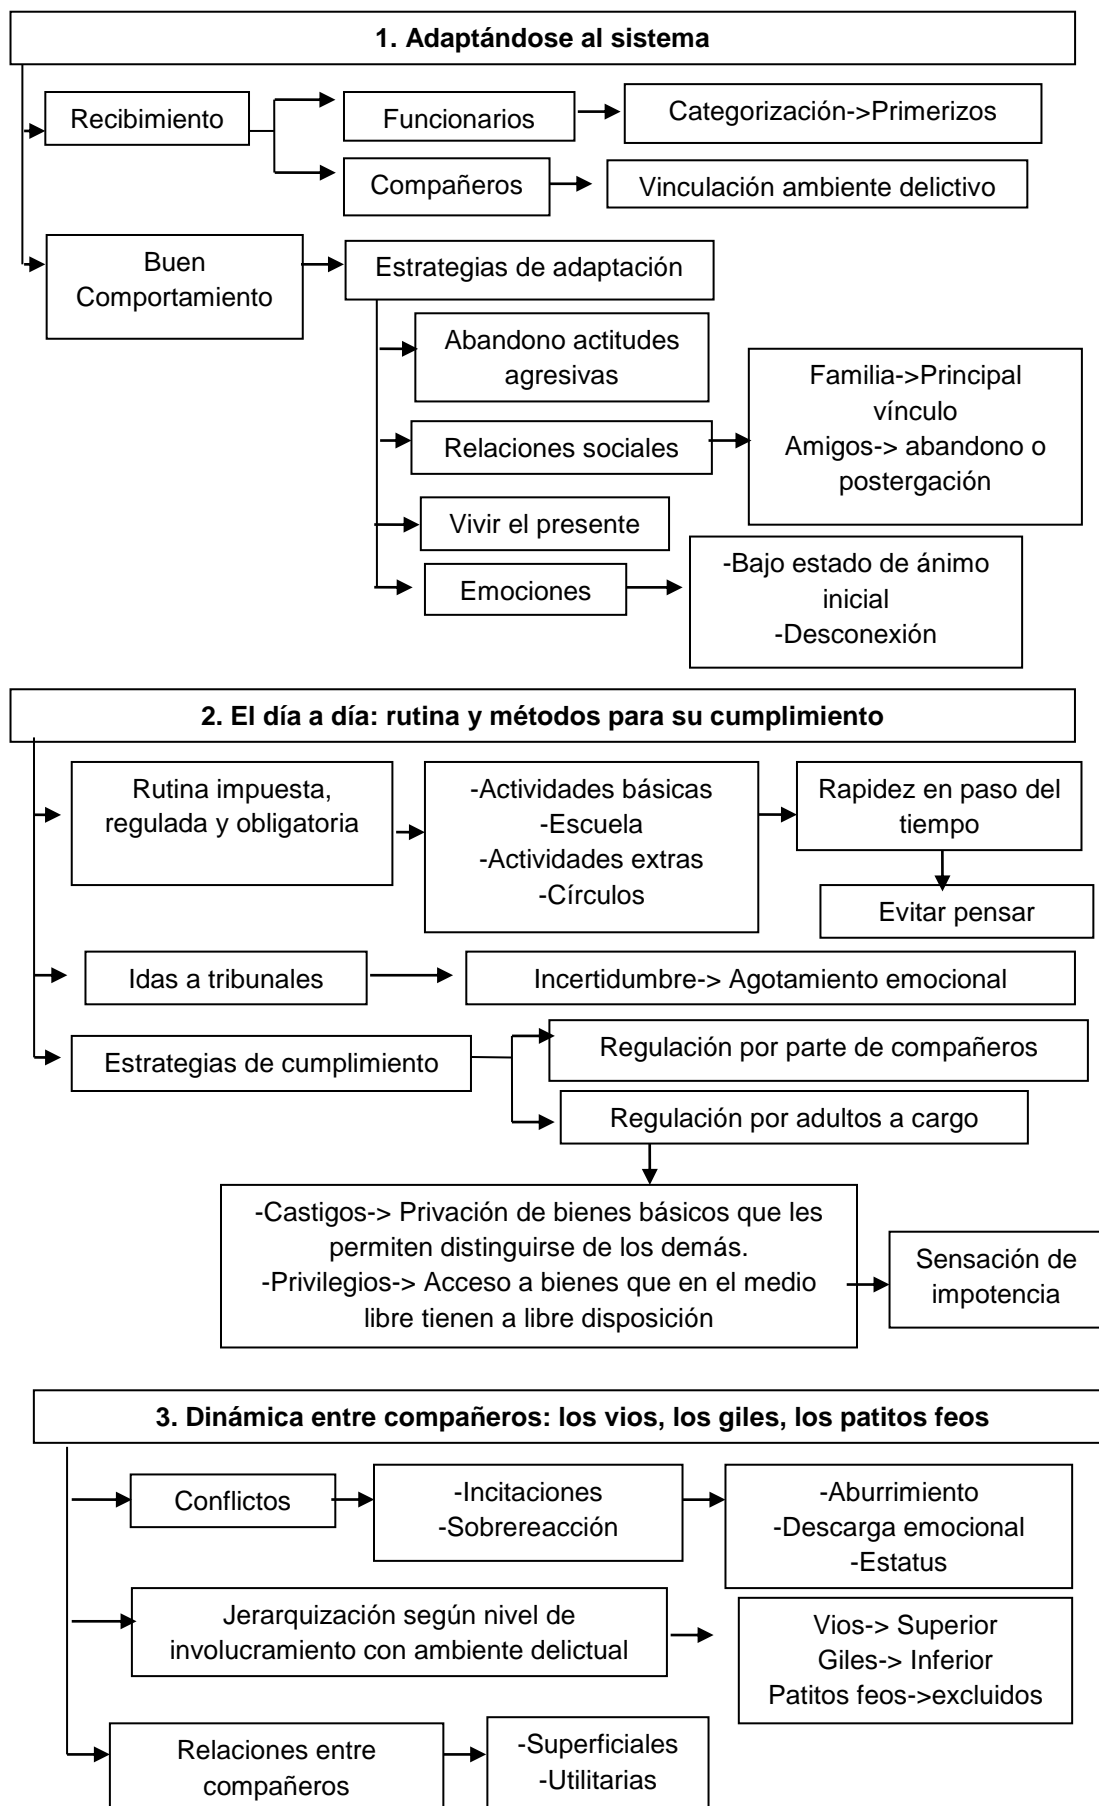 1. Adaptándose al sistema
Recibimiento
Funcionarios
Categorización->Primerizos
Compañeros
Vinculación ambiente delictivo
Buen
Comportamiento
Estrategias de adaptación
Abandono actitudes
agresivas
Relaciones sociales
Familia->Principal
vínculo
Amigos-> abandono o
postergación
Vivir el presente
Emociones
-Bajo estado de ánimo
inicial
-Desconexión
2. El día a día: rutina y métodos para su cumplimiento
Rutina impuesta,
regulada y obligatoria
-Actividades básicas
-Escuela
-Actividades extras
-Círculos
Rapidez en paso del
tiempo
Evitar pensar
Idas a tribunales
Incertidumbre-> Agotamiento emocional
Estrategias de cumplimiento
Regulación por parte de compañeros
Regulación por adultos a cargo
-Castigos-> Privación de bienes básicos que les
permiten distinguirse de los demás.
-Privilegios-> Acceso a bienes que en el medio
libre tienen a libre disposición
Sensación de
impotencia
3. Dinámica entre compañeros: los vios, los giles, los patitos feos
Conflictos
-Incitaciones
-Sobrereacción
-Aburrimiento
-Descarga emocional
-Estatus
Jerarquización según nivel de
involucramiento con ambiente delictual
Vios-> Superior
Giles-> Inferior
Patitos feos->excluidos
Relaciones entre
compañeros
-Superficiales
-Utilitarias